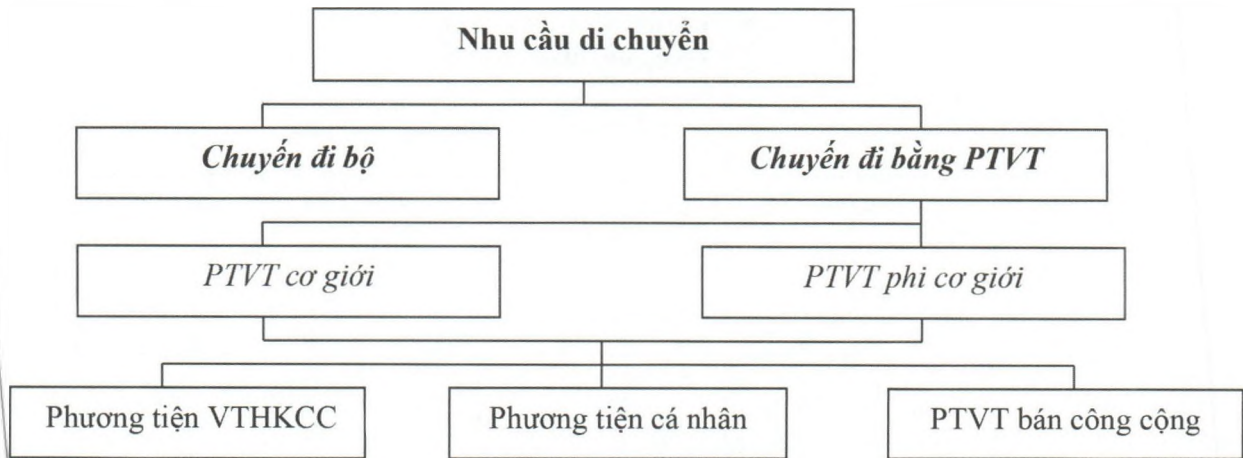 Nhu cầu di chuyển
Chuyến đi bộ
Chuyến đi bằng PTVT
PTVT cơ giới
PTVT phi cơ giới
Phương tiện VTHKCC
Phương tiện cá nhân
PTVT bán công cộng